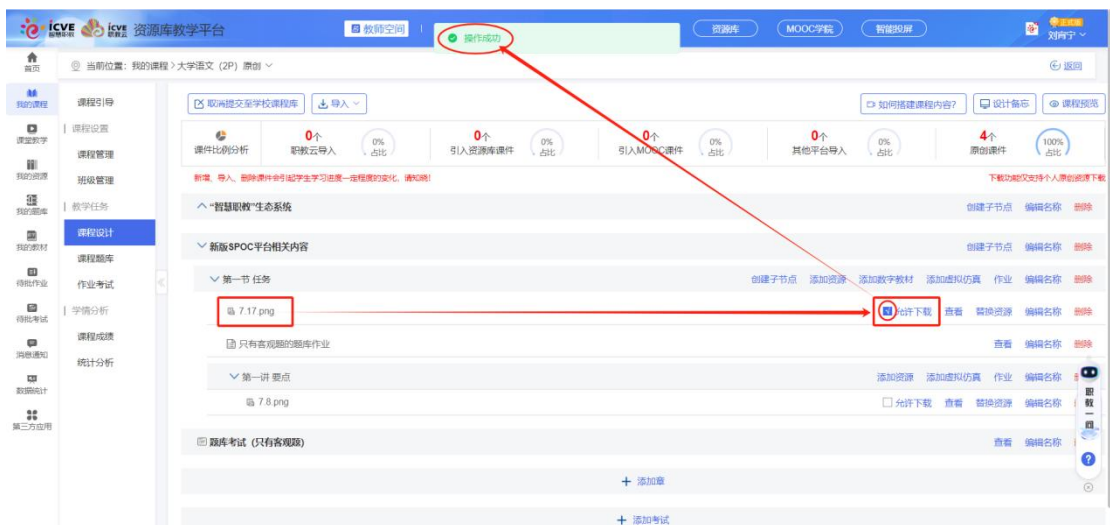 icve 智慧职教 icve 职教云 资源库教学平台 教师空间 操作成功 资源库 MOOC学院 智能投屏 正式版 刘宵宁
首页 当前位置: 我的课程 > 大学语文 (2P) 原创 返回
我的课程 课程引导 取消提交至学校课程库 导入 如何搭建课程内容? 设计备忘 课程预览
课堂教学 课程设置
课件比例分析 0个 职教云导入 0% 占比 0个 引入资源库课件 0% 占比 0个 引入MOOC课件 0% 占比 0个 其他平台导入 0% 占比 4个 原创课件 100% 占比
课程管理
我的资源 班级管理 新增、导入、删除课件会引起学生学习进度一定程度的变化, 请知晓! 下载功能仅支持个人原创资源下载
我的题库 教学任务 "智慧职教"生态系统 创建子节点 编辑名称 删除
我的教材 课程设计 新版SPOC平台相关内容 创建子节点 编辑名称 删除
课程题库
待批作业 作业考试 第一节 任务 创建子节点 添加资源 添加数字教材 添加虚拟仿真 作业 编辑名称 删除
待批考试 学情分析 7.17 png 允许下载 查看 替换资源 编辑名称 删除
消息通知 课程成绩 只有客观题的题库作业 查看 编辑名称 删除
数据统计 统计分析 第一讲 要点 添加资源 添加虚拟仿真 作业 编辑名称
第三方应用 7.8.png 允许下载 查看 替换资源 编辑名称
职教一问
题库考试 (只有客观题) 查看 编辑名称
?
+ 添加章
+ 添加考试